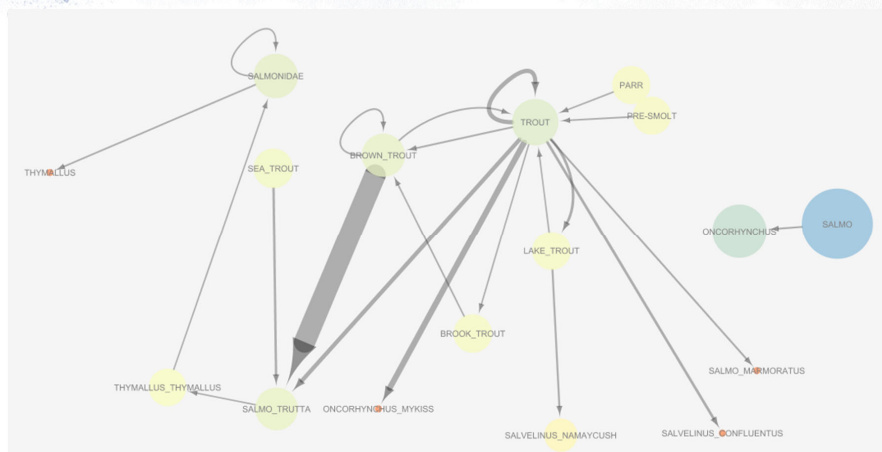 SALMONIDAE
PARR
PRE-SMOLT
TROUT
BROWN_TROUT
SEA_TROUT
THYMALLUS
SALMO
ONCORHYNCHUS
LAKE_TROUT
BROOK_TROUT
SALMO_MARMORATUS
THYMALLUS_THYMALLUS
SALMO_TRUTTA
ONCORHYNCHUS_MYKISS
SALVELINUS_NAMAYCUSH
SALVELINUS_CONFLUENTUS